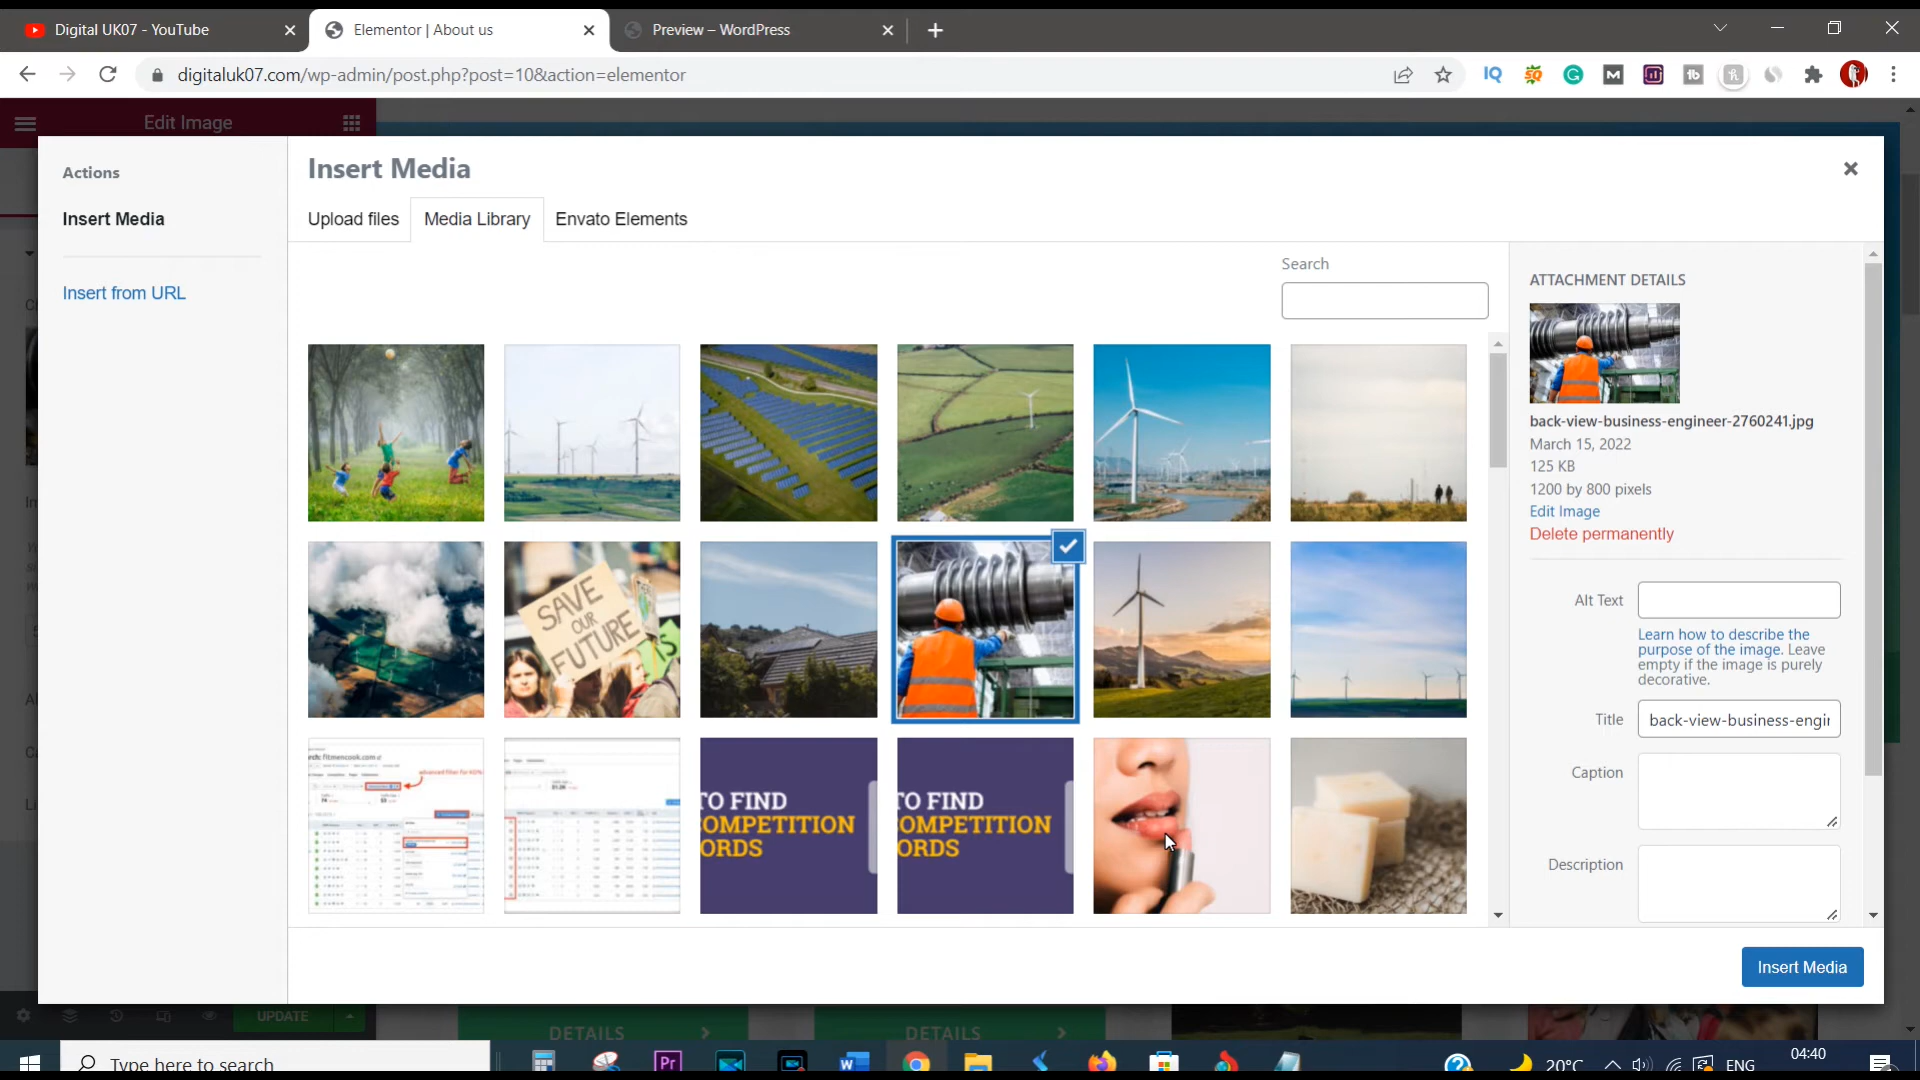 Digital UK07 - YouTube
Elementor | About us
Preview – WordPress
digitaluk07.com/wp-admin/post.php?post=10&action=elementor
Edit Image
Actions
Insert Media
Insert from URL
Insert Media
Upload files
Media Library
Envato Elements
Search
SAVE
OUR
FUTURE
TO FIND
COMPETITION
ORDS
TO FIND
COMPETITION
ORDS
ATTACHMENT DETAILS
back-view-business-engineer-2760241.jpg
March 15, 2022
125 KB
1200 by 800 pixels
Edit Image
Delete permanently
Alt Text
Learn how to describe the
purpose of the image. Leave
empty if the image is purely
decorative.
Title
back-view-business-engir
Caption
Description
Insert Media
UPDATE
DETAILS
DETAILS
Type here to search
20°C
ENG
04:40